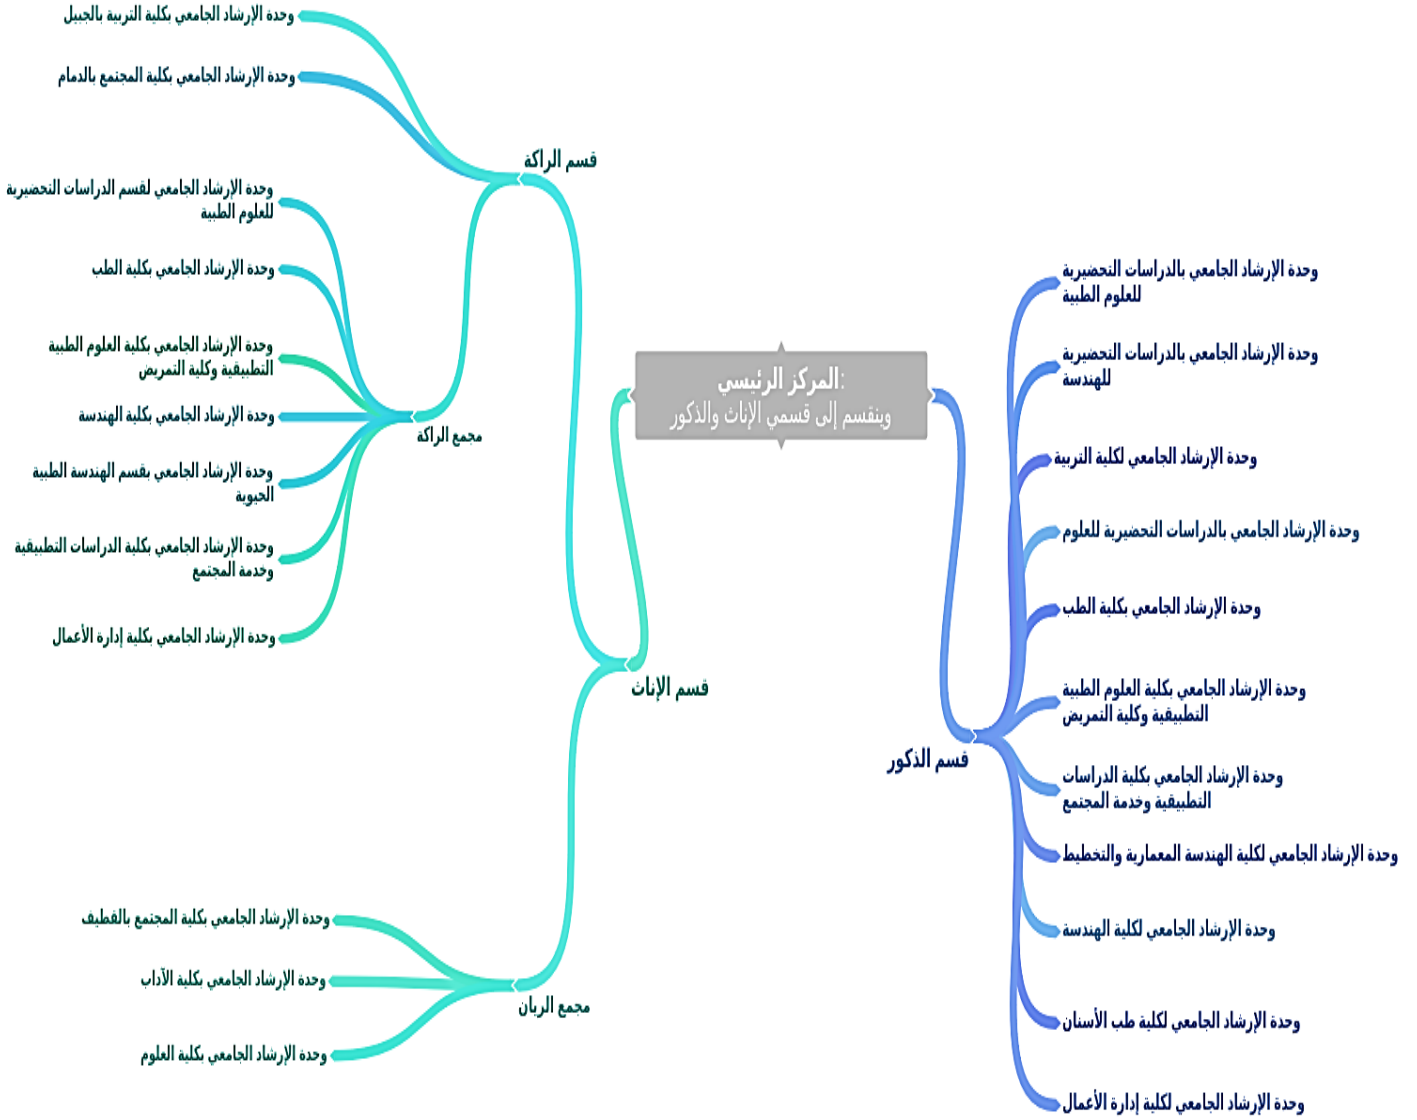 المركز الرئيسي:
وينقسم إلى قسمي الإناث والذكور
قسم الذكور
وحدة الإرشاد الجامعي بالدراسات التحضيرية
للعلوم الطبية
وحدة الإرشاد الجامعي بالدراسات التحضيرية
للهندسة
وحدة الإرشاد الجامعي لكلية التربية
وحدة الإرشاد الجامعي بالدراسات التحضيرية للعلوم
وحدة الإرشاد الجامعي بكلية الطب
وحدة الإرشاد الجامعي بكلية العلوم الطبية
التطبيقية وكلية التمريض
وحدة الإرشاد الجامعي بكلية الدراسات
التطبيقية وخدمة المجتمع
وحدة الإرشاد الجامعي لكلية الهندسة المعمارية والتخطيط
وحدة الإرشاد الجامعي لكلية الهندسة
وحدة الإرشاد الجامعي لكلية طب الأسنان
وحدة الإرشاد الجامعي لكلية إدارة الأعمال
قسم الإناث
قسم الراكة
وحدة الإرشاد الجامعي بكلية التربية بالجبيل
وحدة الإرشاد الجامعي بكلية المجتمع بالدمام
مجمع الراكة
وحدة الإرشاد الجامعي لقسم الدراسات التحضيرية
للعلوم الطبية
وحدة الإرشاد الجامعي بكلية الطب
وحدة الإرشاد الجامعي بكلية العلوم الطبية
التطبيقية وكلية التمريض
وحدة الإرشاد الجامعي بكلية الهندسة
وحدة الإرشاد الجامعي بقسم الهندسة الطبية
الحيوية
وحدة الإرشاد الجامعي بكلية الدراسات التطبيقية
وخدمة المجتمع
وحدة الإرشاد الجامعي بكلية إدارة الأعمال
مجمع الريان
وحدة الإرشاد الجامعي بكلية المجتمع بالقطيف
وحدة الإرشاد الجامعي بكلية الآداب
وحدة الإرشاد الجامعي بكلية العلوم